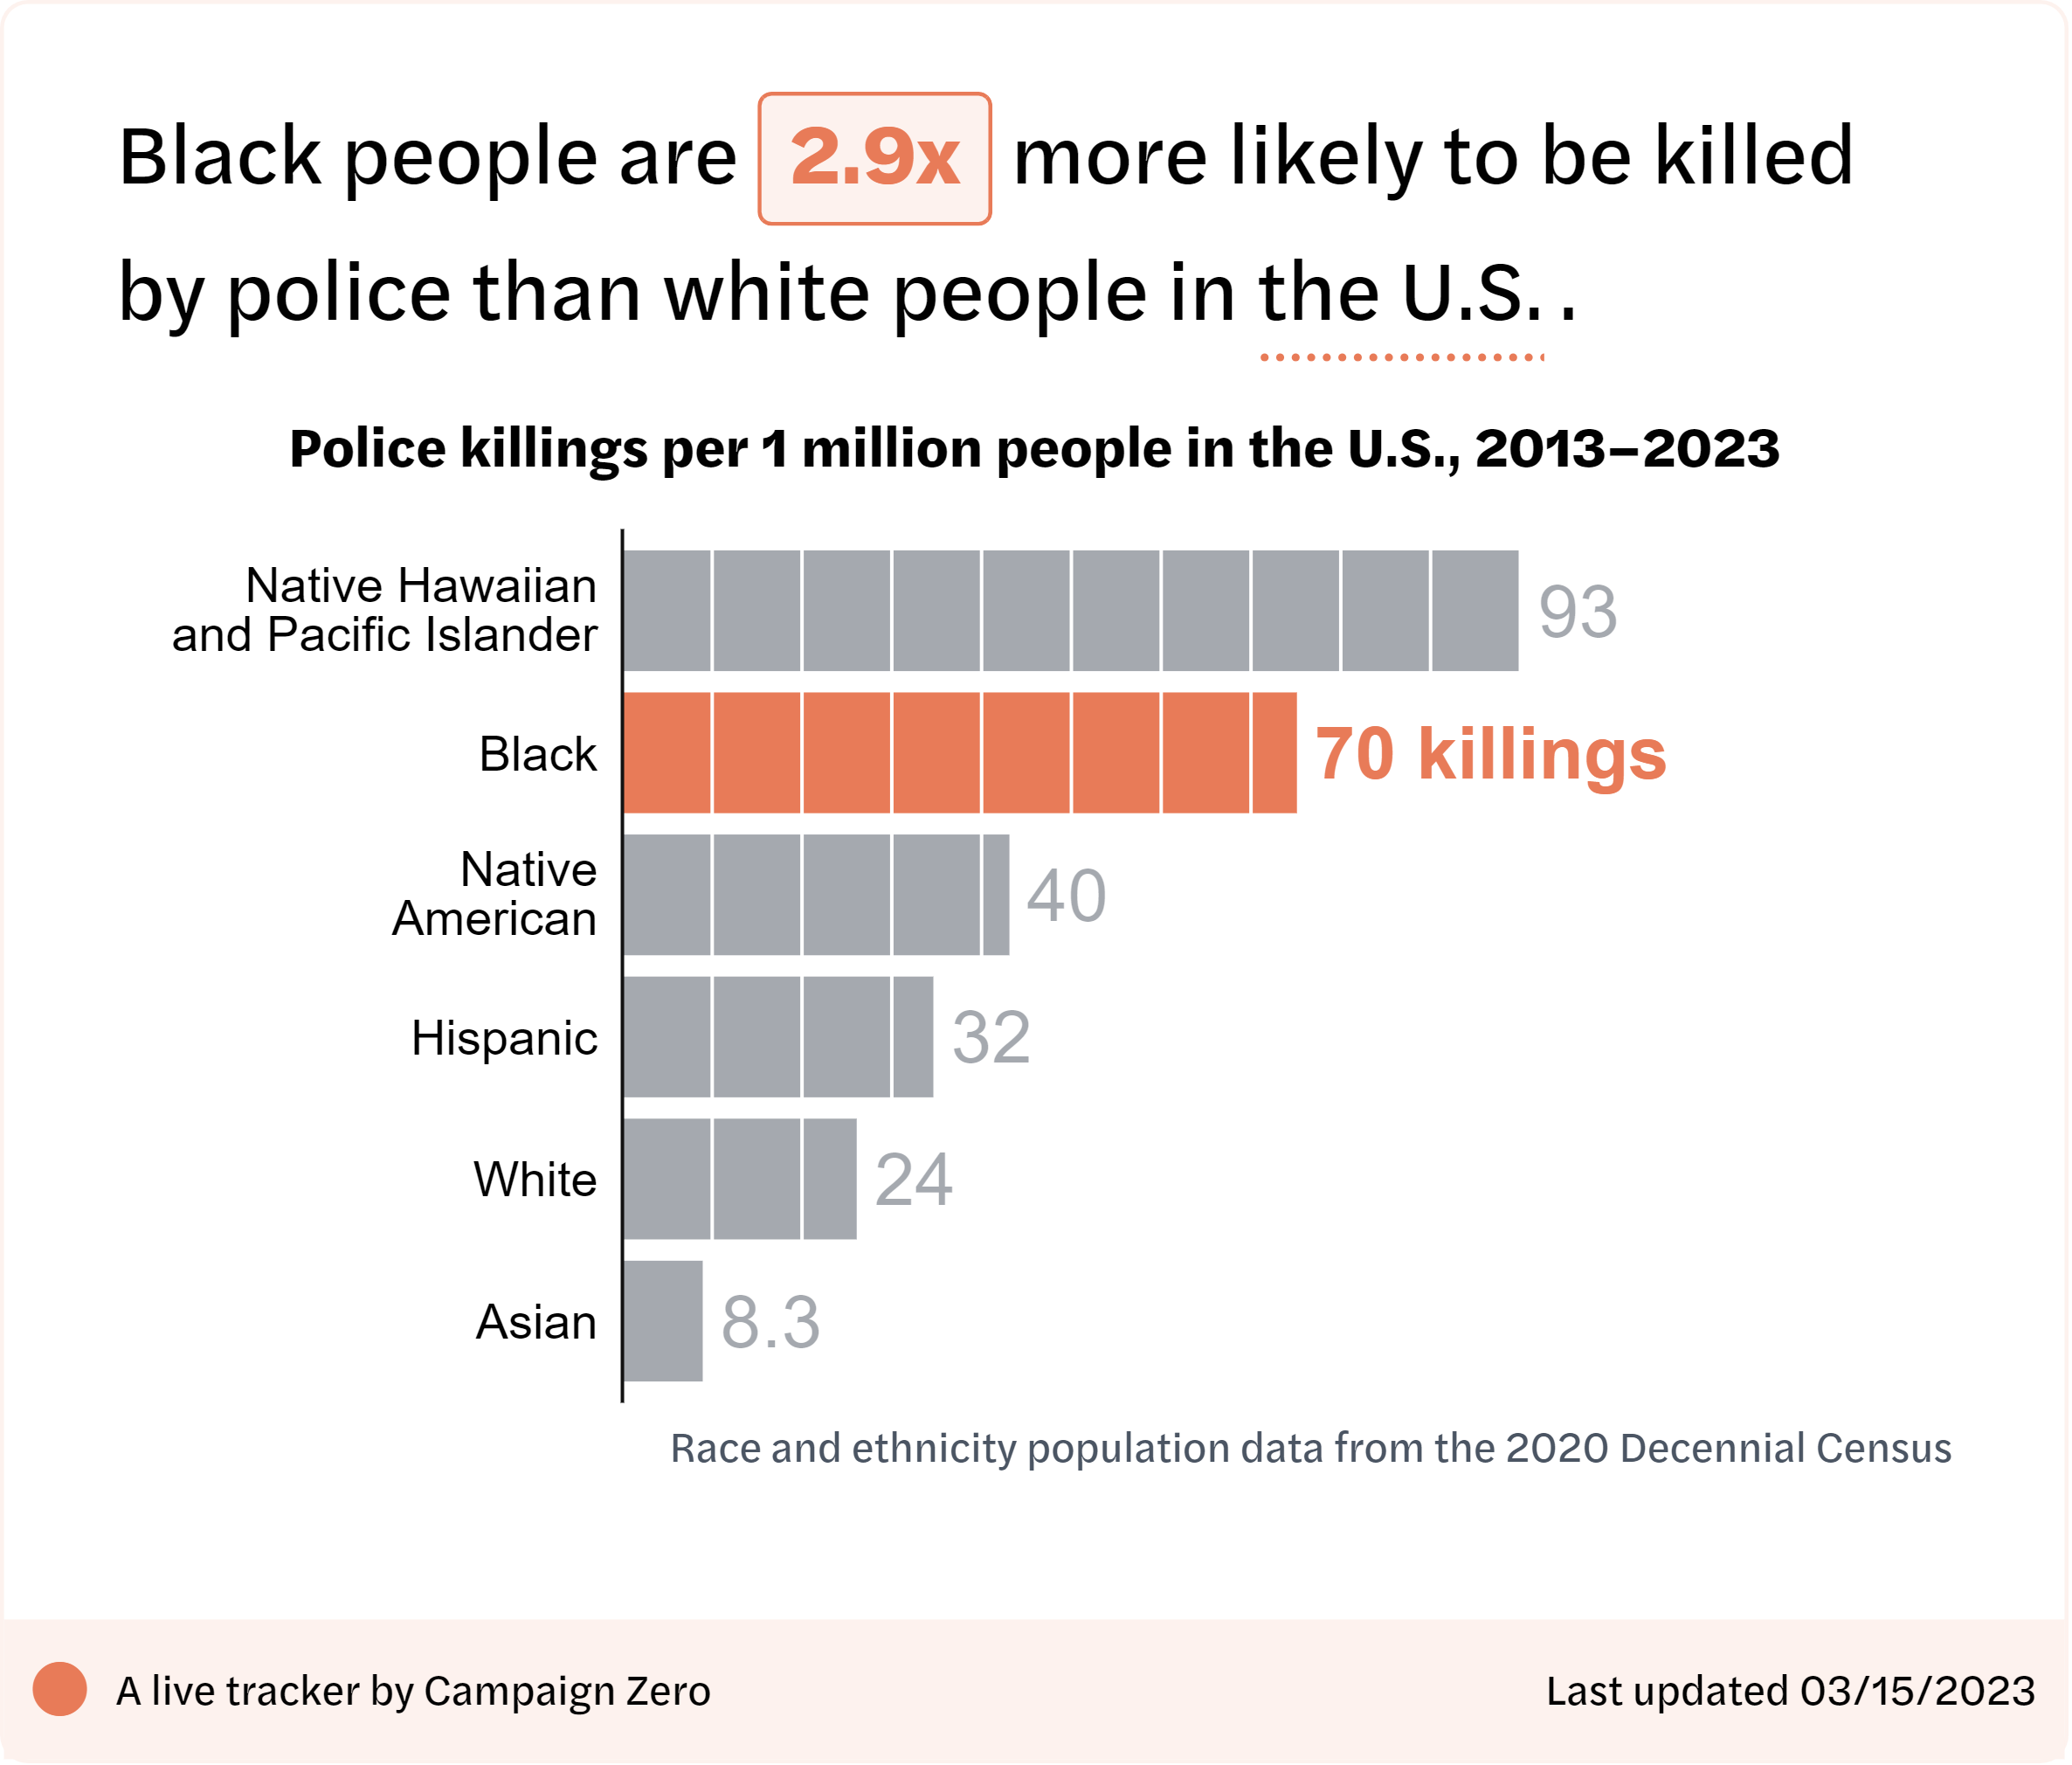 Black people are 2.9x more likely to be killed
by police than white people in the U.S. .
Police killings per 1 million people in the U.S., 2013–2023
Native Hawaiian
and Pacific Islander
93
Black
70 killings
Native
American
40
Hispanic
32
White
24
Asian
8.3
Race and ethnicity population data from the 2020 Decennial Census
A live tracker by Campaign Zero
Last updated 03/15/2023